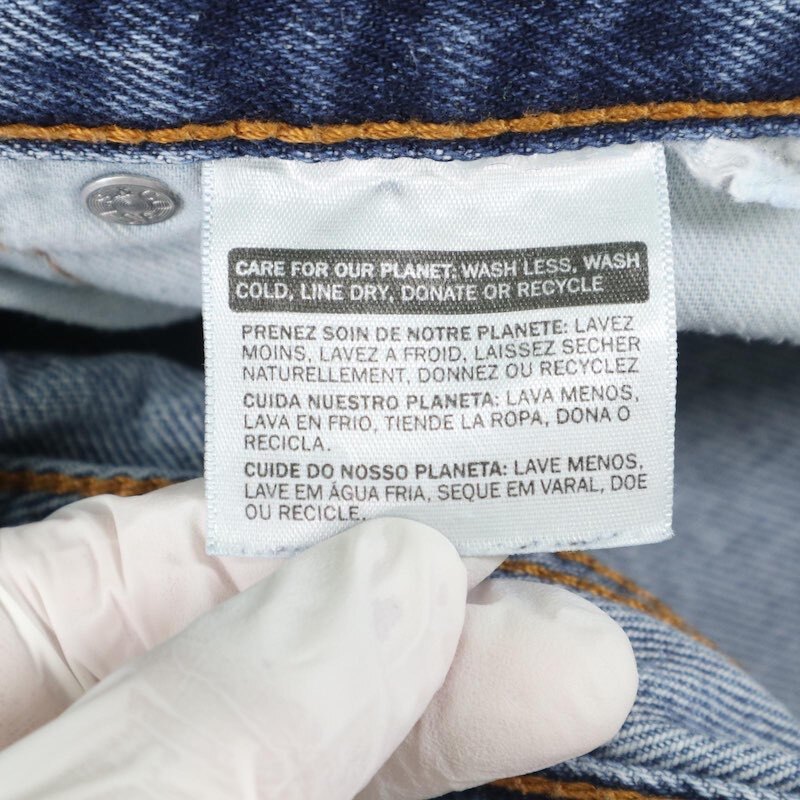 CARE FOR OUR PLANET: WASH LESS, WASH
COLD, LINE DRY, DONATE OR RECYCLE
PRENEZ SOIN DE NOTRE PLANETE: LAVEZ
MOINS, LAVEZ A FROID, LAISSEZ SECHER
NATURELLEMENT, DONNEZ OU RECYCLEZ
CUIDA NUESTRO PLANETA: LAVA MENOS,
LAVA EN FRIO, TIENDE LA ROPA, DONA O
RECICLA.
CUIDE DO NOSSO PLANETA: LAVE MENOS,
LAVE EM ÁGUA FRIA, SEQUE EM VARAL, DOE
OU RECICLE.